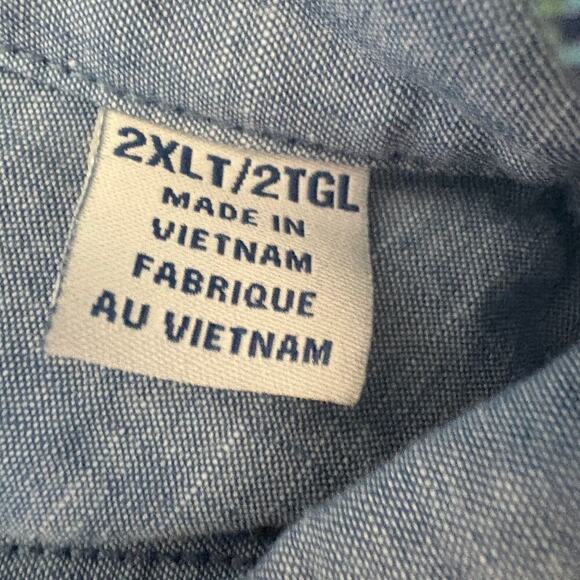 2XLT/2TGL
MADE IN
VIETNAM
FABRIQUE
AU VIETNAM